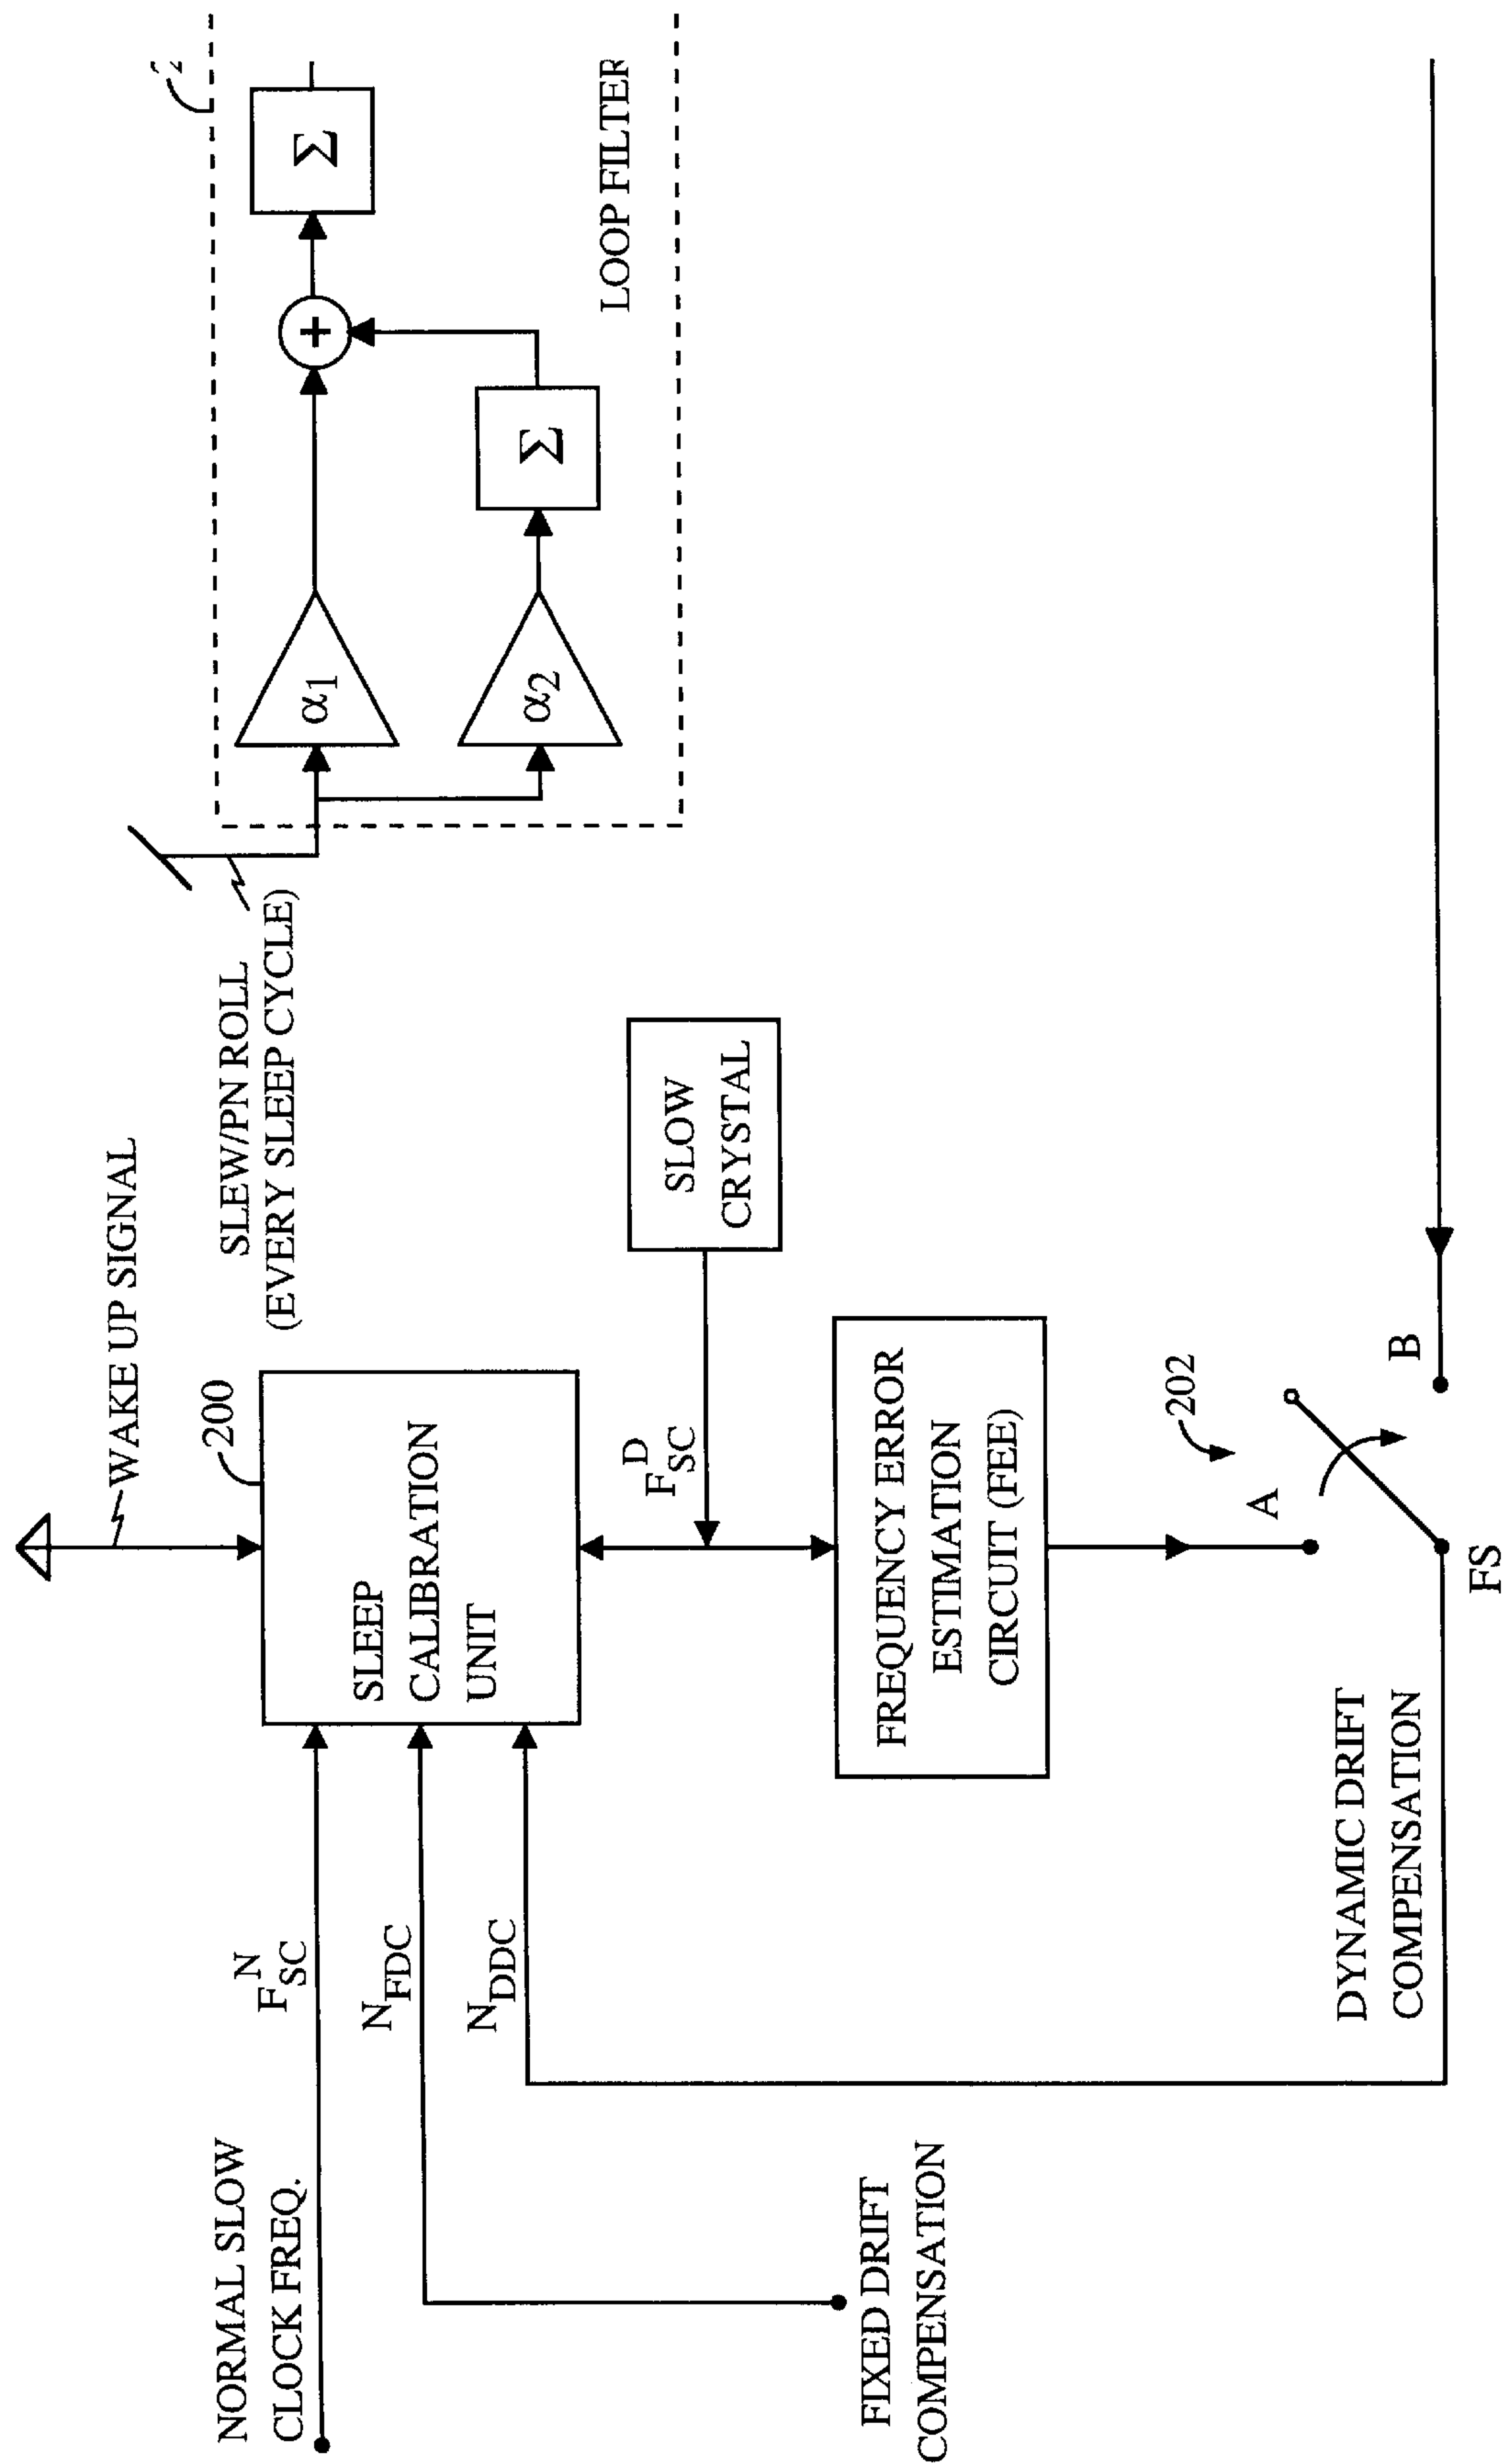 NORMAL SLOW
CLOCK FREQ.
F^N_SC
N_FDC
N_DDC
FIXED DRIFT
COMPENSATION
DYNAMIC DRIFT
COMPENSATION
WAKE UP SIGNAL
200
SLEEP
CALIBRATION
UNIT
F^D_SC
SLOW
CRYSTAL
FREQUENCY ERROR
ESTIMATION
CIRCUIT (FEE)
A
202
B
FS
SLEW/PN ROLL
(EVERY SLEEP CYCLE)
α1
α2
+
Σ
Σ
LOOP FILTER